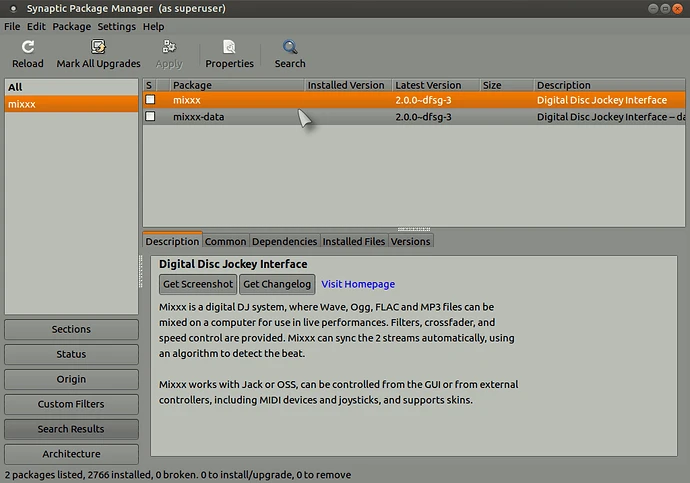 Synaptic Package Manager (as superuser)
File Edit Package Settings Help
Reload Mark All Upgrades Apply Properties Search
All
mixxx
S Package Installed Version Latest Version Size Description
mixxx 2.0.0~dfsg-3 Digital Disc Jockey Interface
mixxx-data 2.0.0~dfsg-3 Digital Disc Jockey Interface -- da
Description Common Dependencies Installed Files Versions
Digital Disc Jockey Interface
Get Screenshot Get Changelog Visit Homepage
Mixxx is a digital DJ system, where Wave, Ogg, FLAC and MP3 files can be
mixed on a computer for use in live performances. Filters, crossfader, and
speed control are provided. Mixxx can sync the 2 streams automatically, using
an algorithm to detect the beat.
Mixxx works with Jack or OSS, can be controlled from the GUI or from external
controllers, including MIDI devices and joysticks, and supports skins.
Sections
Status
Origin
Custom Filters
Search Results
Architecture
2 packages listed, 2766 installed, 0 broken. 0 to install/upgrade, 0 to remove